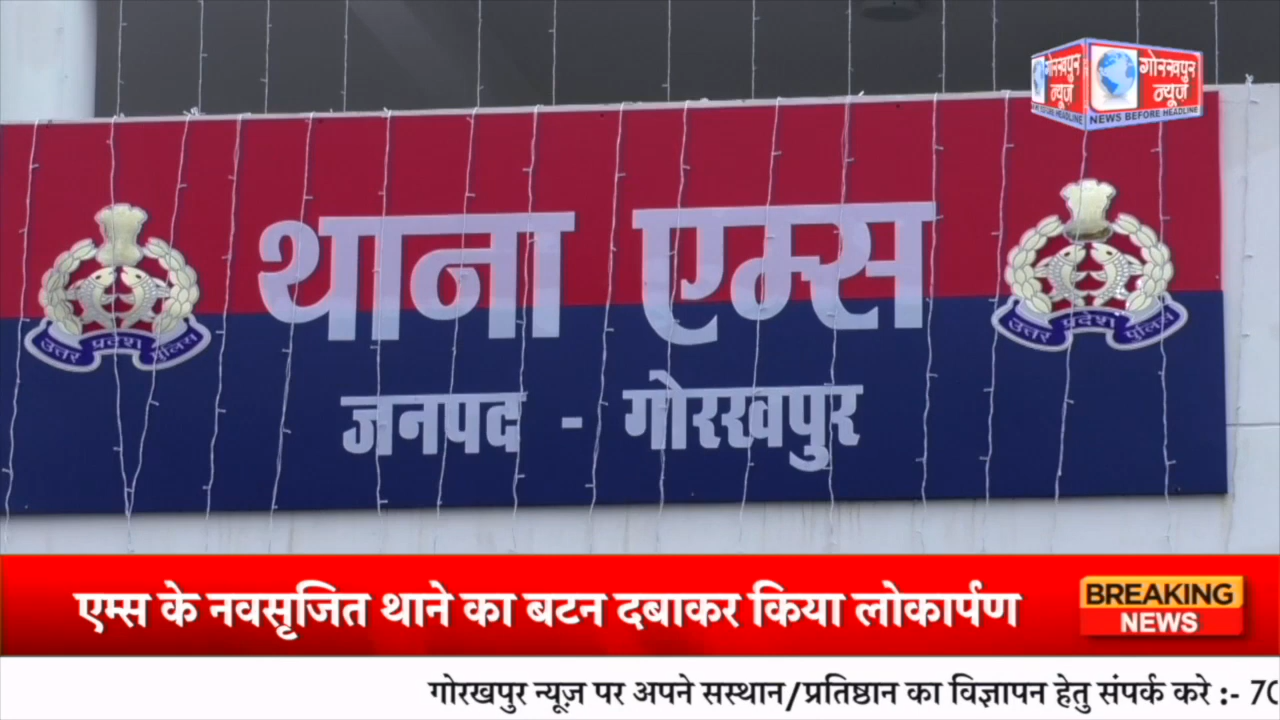 गोरखपुर
न्यूज़
गोरखपुर
न्यूज़
NEWS BEFORE HEADLINE
थाना एम्स
जनपद - गोरखपुर
उत्तर प्रदेश पुलिस
उत्तर प्रदेश पुलिस
एम्स के नवसृजित थाने का बटन दबाकर किया लोकार्पण
BREAKING
NEWS
गोरखपुर न्यूज़ पर अपने सस्थान/प्रतिष्ठान का विज्ञापन हेतु संपर्क करे :- 70